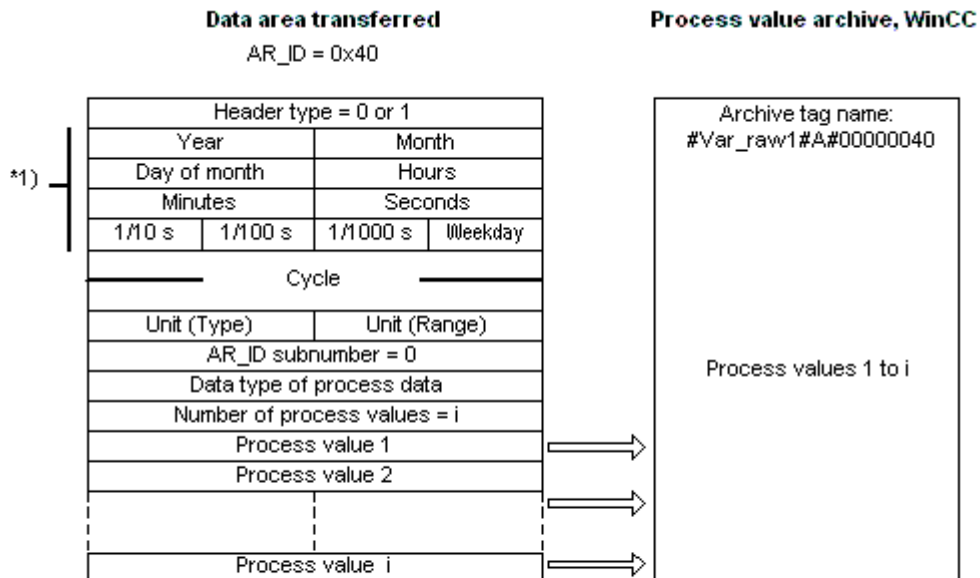 Data area transferred
AR_ID = 0x40
Process value archive, WinCC
*1)
Header type = 0 or 1
Year Month
Day of month Hours
Minutes Seconds
1/10 s 1/100 s 1/1000 s Weekday
Cycle
Unit (Type) Unit (Range)
AR_ID subnumber = 0
Data type of process data
Number of process values = i
Process value 1
Process value 2
Process value i
Archive tag name:
#Var_raw1#A#00000040
Process values 1 to i